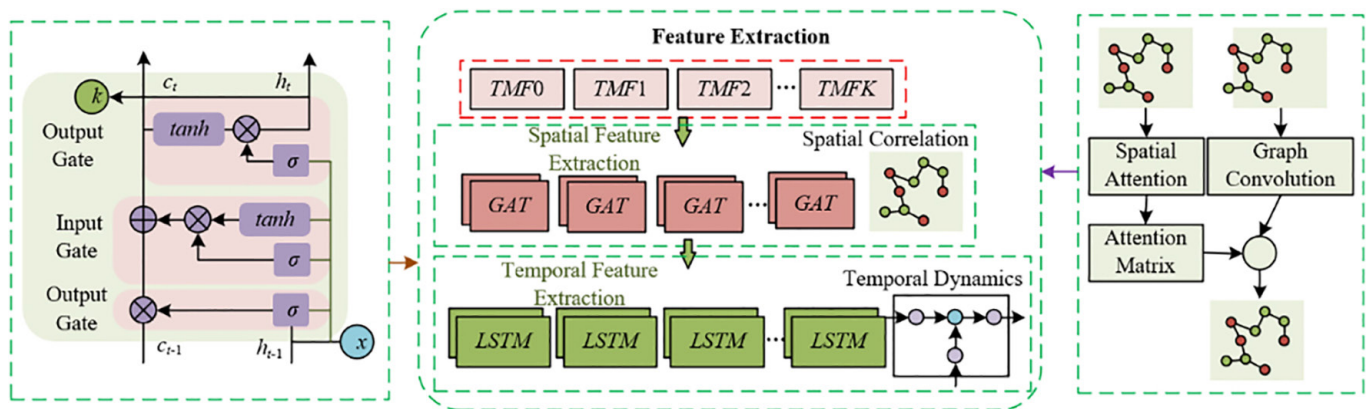 c_t
h_t
k
Output
Gate
tanh
⊗
σ
Input
Gate
⊕
⊗
tanh
σ
Output
Gate
⊗
σ
c_{t-1}
h_{t-1}
x
Feature Extraction
TMF0 TMF1 TMF2 ... TMFK
Spatial Feature
Extraction
Spatial Correlation
GAT GAT GAT ... GAT
Temporal Feature
Extraction
Temporal Dynamics
LSTM LSTM LSTM ... LSTM
Spatial
Attention
Graph
Convolution
Attention
Matrix